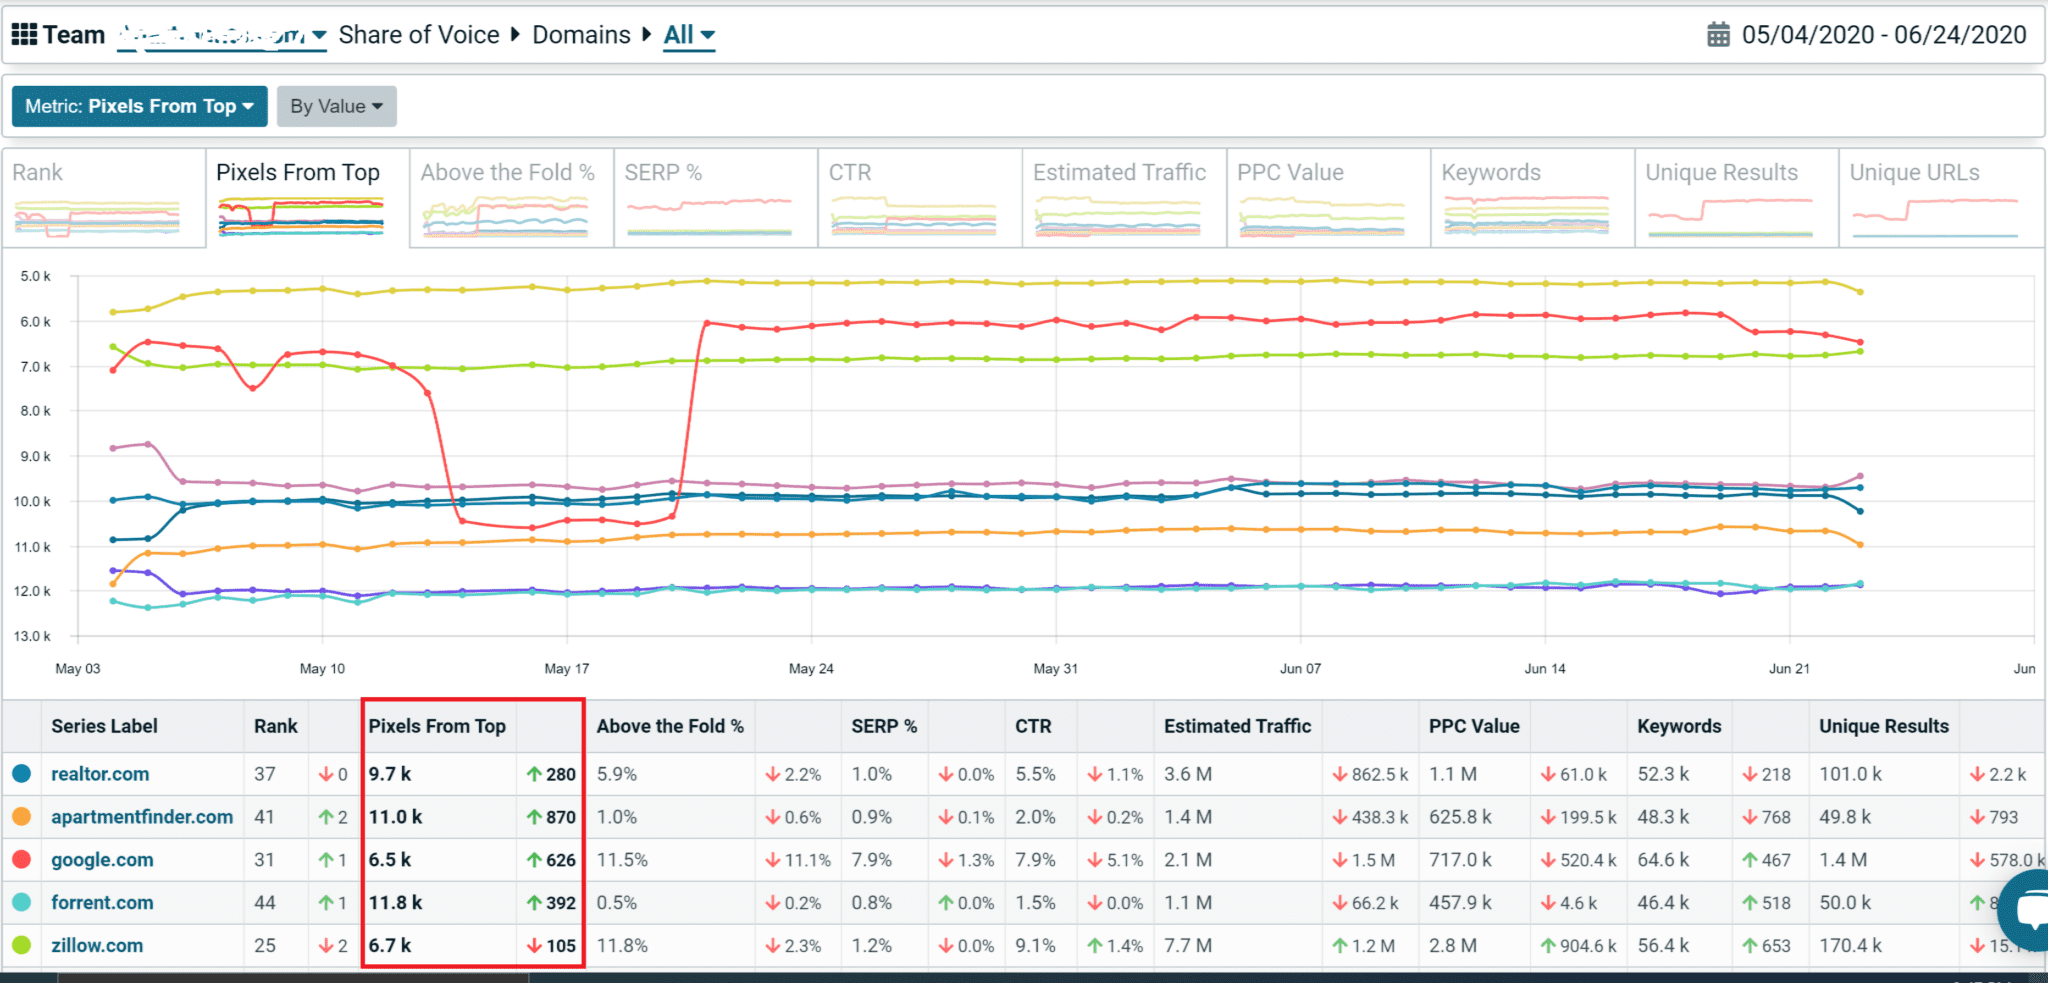 Team Share of Voice Domains All 05/04/2020 - 06/24/2020
Metric: Pixels From Top By Value
Rank Pixels From Top Above the Fold % SERP % CTR Estimated Traffic PPC Value Keywords Unique Results Unique URLs
5.0 k
6.0 k
7.0 k
8.0 k
9.0 k
10.0 k
11.0 k
12.0 k
13.0 k
May 03 May 10 May 17 May 24 May 31 Jun 07 Jun 14 Jun 21 Jun
Series Label Rank Pixels From Top Above the Fold % SERP % CTR Estimated Traffic PPC Value Keywords Unique Results
realtor.com 37 0 9.7 k 280 5.9% 2.2% 1.0% 0.0% 5.5% 1.1% 3.6 M 862.5 k 1.1 M 61.0 k 52.3 k 218 101.0 k 2.2 k
apartmentfinder.com 41 2 11.0 k 870 1.0% 0.6% 0.9% 0.1% 2.0% 0.2% 1.4 M 438.3 k 625.8 k 199.5 k 48.3 k 768 49.8 k 793
google.com 31 1 6.5 k 626 11.5% 11.1% 7.9% 1.3% 7.9% 5.1% 2.1 M 1.5 M 717.0 k 520.4 k 64.6 k 467 1.4 M 578.0 k
forrent.com 44 1 11.8 k 392 0.5% 0.2% 0.8% 0.0% 1.5% 0.0% 1.1 M 66.2 k 457.9 k 4.6 k 46.4 k 518 50.0 k
zillow.com 25 2 6.7 k 105 11.8% 2.3% 1.2% 0.0% 9.1% 1.4% 7.7 M 1.2 M 2.8 M 904.6 k 56.4 k 653 170.4 k